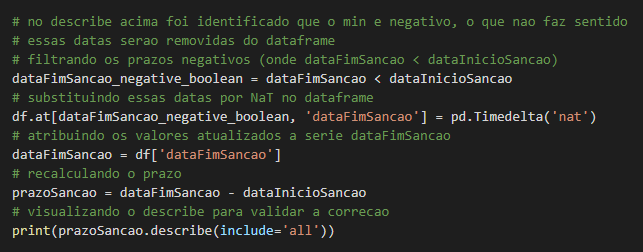 # no describe acima foi identificado que o min e negativo, o que nao faz sentido
# essas datas serao removidas do dataframe
# filtrando os prazos negativos (onde dataFimSancao < dataInicioSancao)
dataFimSancao_negative_boolean = dataFimSancao < dataInicioSancao
# substituindo essas datas por NaT no dataframe
df.at[dataFimSancao_negative_boolean, 'dataFimSancao'] = pd.Timedelta('nat')
# atribuindo os valores atualizados a serie dataFimSancao
dataFimSancao = df['dataFimSancao']
# recalculando o prazo
prazoSancao = dataFimSancao - dataInicioSancao
# visualizando o describe para validar a correcao
print(prazoSancao.describe(include='all'))